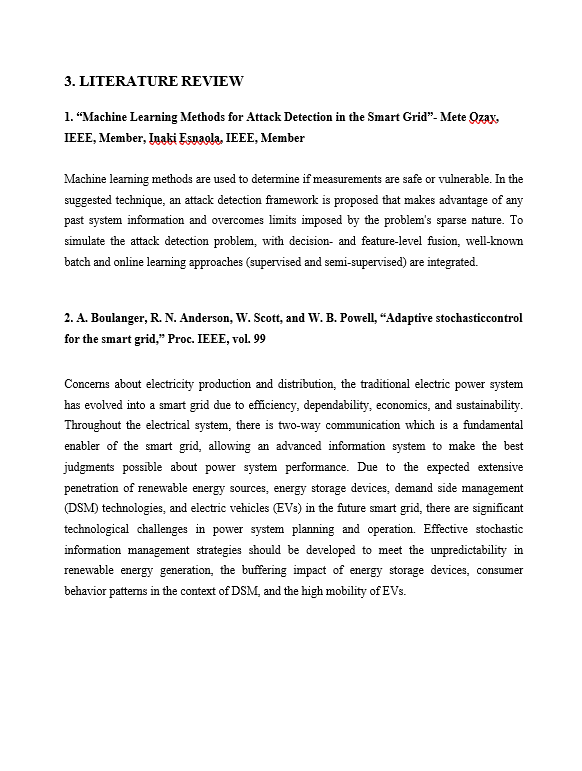 3. LITERATURE REVIEW
1. “Machine Learning Methods for Attack Detection in the Smart Grid”- Mete Ozay,
IEEE, Member, Inaki Esnaola, IEEE, Member
Machine learning methods are used to determine if measurements are safe or vulnerable. In the
suggested technique, an attack detection framework is proposed that makes advantage of any
past system information and overcomes limits imposed by the problem's sparse nature. To
simulate the attack detection problem, with decision- and feature-level fusion, well-known
batch and online learning approaches (supervised and semi-supervised) are integrated.
2. A. Boulanger, R. N. Anderson, W. Scott, and W. B. Powell, “Adaptive stochasticcontrol
for the smart grid,” Proc. IEEE, vol. 99
Concerns about electricity production and distribution, the traditional electric power system
has evolved into a smart grid due to efficiency, dependability, economics, and sustainability.
Throughout the electrical system, there is two-way communication which is a fundamental
enabler of the smart grid, allowing an advanced information system to make the best
judgments possible about power system performance. Due to the expected extensive
penetration of renewable energy sources, energy storage devices, demand side management
(DSM) technologies, and electric vehicles (EVs) in the future smart grid, there are significant
technological challenges in power system planning and operation. Effective stochastic
information management strategies should be developed to meet the unpredictability in
renewable energy generation, the buffering impact of energy storage devices, consumer
behavior patterns in the context of DSM, and the high mobility of EVs.